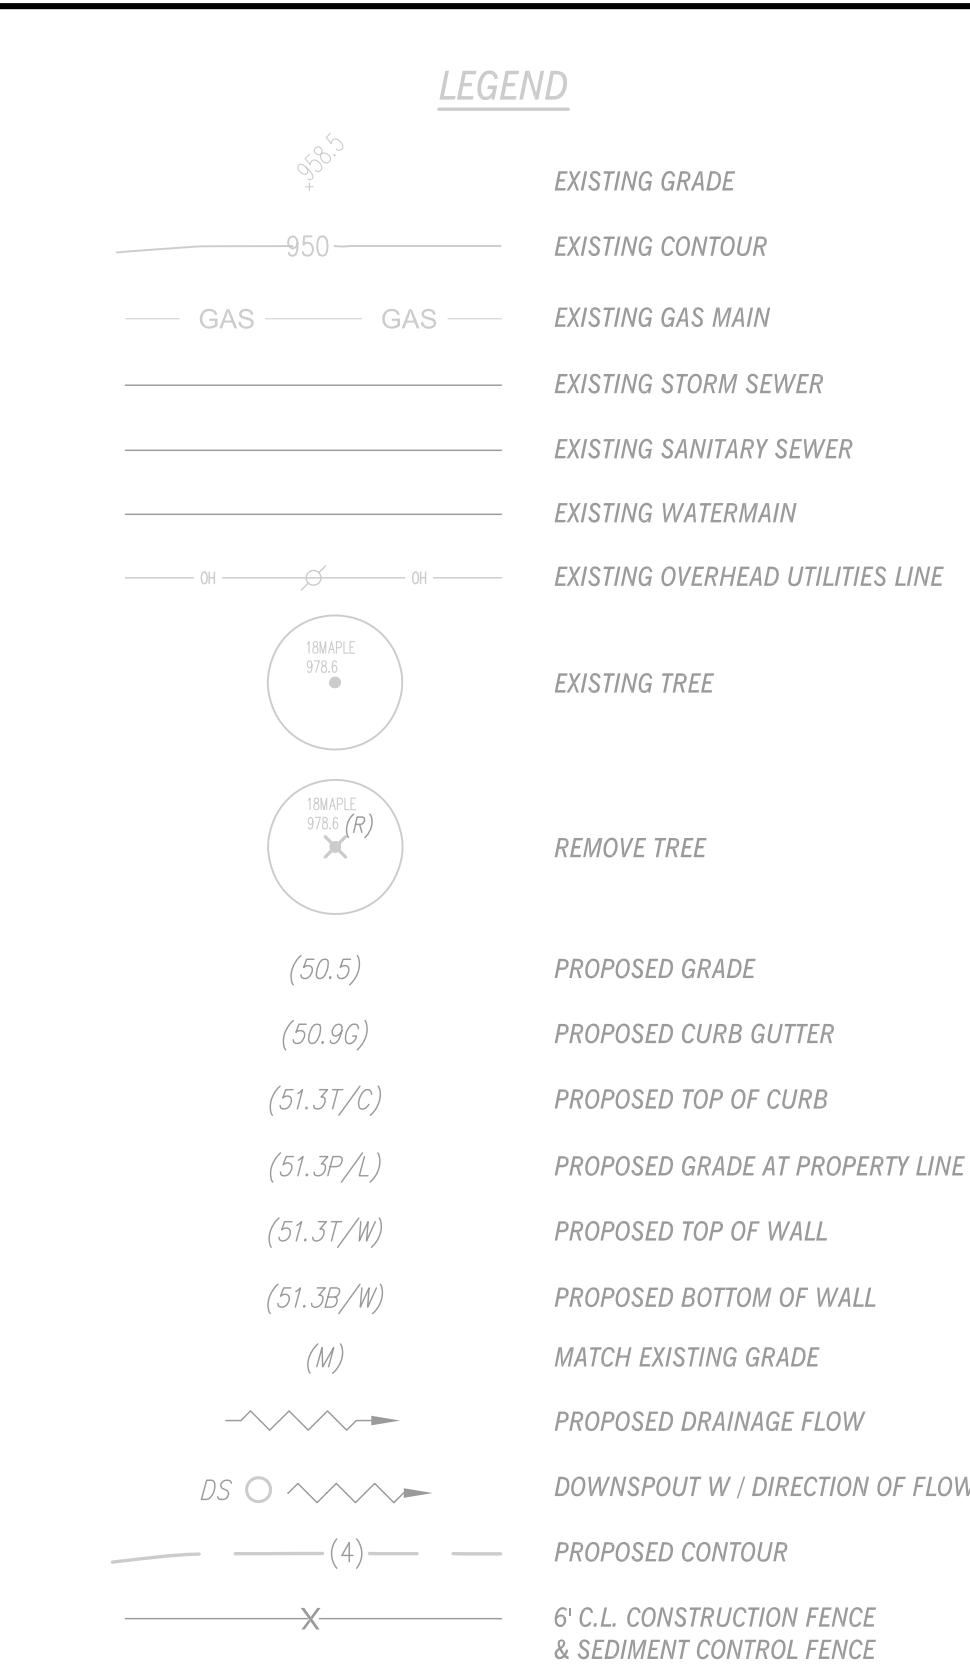 LEGEND
+958.5
EXISTING GRADE
950
EXISTING CONTOUR
GAS GAS
EXISTING GAS MAIN
EXISTING STORM SEWER
EXISTING SANITARY SEWER
EXISTING WATERMAIN
OH OH
EXISTING OVERHEAD UTILITIES LINE
18MAPLE
978.6
EXISTING TREE
18MAPLE
978.6 (R)
REMOVE TREE
(50.5) PROPOSED GRADE
(50.9G) PROPOSED CURB GUTTER
(51.3T/C) PROPOSED TOP OF CURB
(51.3P/L) PROPOSED GRADE AT PROPERTY LINE
(51.3T/W) PROPOSED TOP OF WALL
(51.3B/W) PROPOSED BOTTOM OF WALL
(M) MATCH EXISTING GRADE
PROPOSED DRAINAGE FLOW
DS DOWNSPOUT W / DIRECTION OF FLOW
(4) PROPOSED CONTOUR
X 6' C.L. CONSTRUCTION FENCE
& SEDIMENT CONTROL FENCE